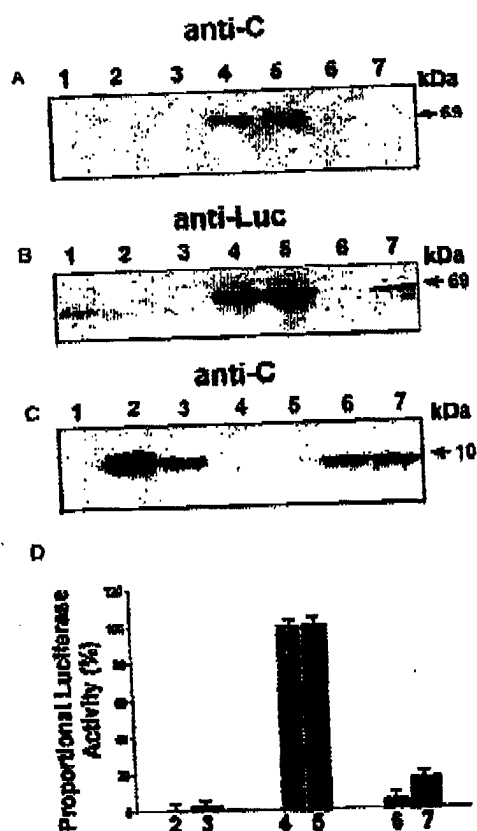 anti-C
A 1 2 3 4 5 6 7 kDa
69
anti-Luc
B 1 2 3 4 5 6 7 kDa
69
anti-C
C 1 2 3 4 5 6 7 kDa
10
D
Proportional Luciferase
Activity (%)
120
100
2 3 4 5 6 7